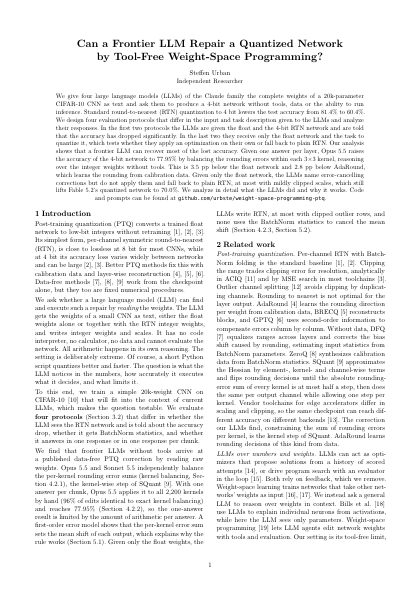 Can a Frontier LLM Repair a Quantized Network
by Tool-Free Weight-Space Programming?
Steffen Urban
Independent Researcher
We give four large language models (LLMs) of the Claude family the complete weights of a 20k-parameter
CIFAR-10 CNN as text and ask them to produce a 4-bit network without tools, data or the ability to run
inference. Standard round-to-nearest (RTN) quantization to 4 bit lowers the test accuracy from 81.4% to 60.4%.
We design four evaluation protocols that differ in the input and task description given to the LLMs and analyze
their responses. In the first two protocols the LLMs are given the float and the 4-bit RTN network and are told
that the accuracy has dropped significantly. In the last two they receive only the float network and the task to
quantize it, which tests whether they apply an optimization on their own or fall back to plain RTN. Our analysis
shows that a frontier LLM can recover most of the lost accuracy. Given one answer per layer, Opus 5.5 raises
the accuracy of the 4-bit network to 77.95% by balancing the rounding errors within each 3×3 kernel, reasoning
over the integer weights without tools. This is 3.5 pp below the float network and 2.8 pp below AdaRound,
which learns the rounding from calibration data. Given only the float network, the LLMs name error-cancelling
corrections but do not apply them and fall back to plain RTN, at most with mildly clipped scales, which still
lifts Fable 5.2's quantized network to 70.0%. We analyze in detail what the LLMs did and why it works. Code
and prompts can be found at github.com/urbste/weight-space-programming-ptq.
1 Introduction
Post-training quantization (PTQ) converts a trained float
network to low-bit integers without retraining [1], [2], [3].
Its simplest form, per-channel symmetric round-to-nearest
(RTN), is close to lossless at 8 bit for most CNNs, while
at 4 bit its accuracy loss varies widely between networks
and can be large [2], [3]. Better PTQ methods fix this with
calibration data and layer-wise reconstruction [4], [5], [6].
Data-free methods [7], [8], [9] work from the checkpoint
alone, but they too are fixed numerical procedures.
We ask whether a large language model (LLM) can find
and execute such a repair by reading the weights. The LLM
gets the weights of a small CNN as text, either the float
weights alone or together with the RTN integer weights,
and writes integer weights and scales. It has no code
interpreter, no calculator, no data and cannot evaluate the
network. All arithmetic happens in its own reasoning. The
setting is deliberately extreme. Of course, a short Python
script quantizes better and faster. The question is what the
LLM notices in the numbers, how accurately it executes
what it decides, and what limits it.
To this end, we train a simple 20k-weight CNN on
CIFAR-10 [10] that will fit into the context of current
LLMs, which makes the question testable. We evaluate
four protocols (Section 3.2) that differ in whether the
LLM sees the RTN network and is told about the accuracy
drop, whether it gets BatchNorm statistics, and whether
it answers in one or in one response per chunk.
We find that frontier LLMs without tools arrive at
a published data-free PTQ correction by reading raw
weights. Opus 5.5 and Sonnet 5.5 independently balance
the per-kernel rounding error sums (kernel balancing, Sec-
tion 4.2.1), the kernel-wise step of SQuant [9]. With one
answer per chunk, Opus 5.5 applies it to all 2,200 kernels
by hand (96% of edits identical to exact kernel balancing)
and reaches 77.95% (Section 4.2.2), so the one-answer
result is limited by the amount of arithmetic per answer. A
first-order error model shows that the per-kernel error sum
sets the mean shift of each output, which explains why the
rule works (Section 5.1). Given only the float weights, the
LLMs write RTN, at most with clipped outlier rows, and
none uses the BatchNorm statistics to cancel the mean
shift (Section 4.2.3, Section 5.2).
2 Related work
Post-training quantization. Per-channel RTN with Batch-
Norm folding is the standard baseline [1], [2]. Clipping
the range trades clipping error for resolution, analytically
in ACIQ [11] and by MSE search in most toolchains [3].
Outlier channel splitting [12] avoids clipping by duplicat-
ing channels. Rounding to nearest is not optimal for the
layer output. AdaRound [4] learns the rounding direction
per weight from calibration data, BRECQ [5] reconstructs
blocks, and GPTQ [6] uses second-order information to
compensate errors column by column. Without data, DFQ
[7] equalizes ranges across layers and corrects the bias
shift caused by rounding, estimating input statistics from
BatchNorm parameters. ZeroQ [8] synthesizes calibration
data from BatchNorm statistics. SQuant [9] approximates
the Hessian by element-, kernel- and channel-wise terms
and flips rounding decisions until the absolute rounding-
error sum of every kernel is at most half a step, then does
the same per output channel while allowing one step per
kernel. Vendor toolchains for edge accelerators differ in
scaling and clipping, so the same checkpoint can reach dif-
ferent accuracy on different backends [13]. The correction
our LLMs find, constraining the sum of rounding errors
per kernel, is the kernel step of SQuant. AdaRound learns
rounding decisions of this kind from data.
LLMs over numbers and weights. LLMs can act as opti-
mizers that propose solutions from a history of scored
attempts [14], or drive program search with an evaluator
in the loop [15]. Both rely on feedback, which we remove.
Weight-space learning trains networks that take other net-
works' weights as input [16], [17]. We instead ask a general
LLM to reason over weights in context. Bills et al. [18]
use LLMs to explain individual neurons from activations,
while here the LLM sees only parameters. Weight-space
programming [19] lets LLM agents edit network weights
with tools and evaluation. Our setting is its tool-free limit,
1